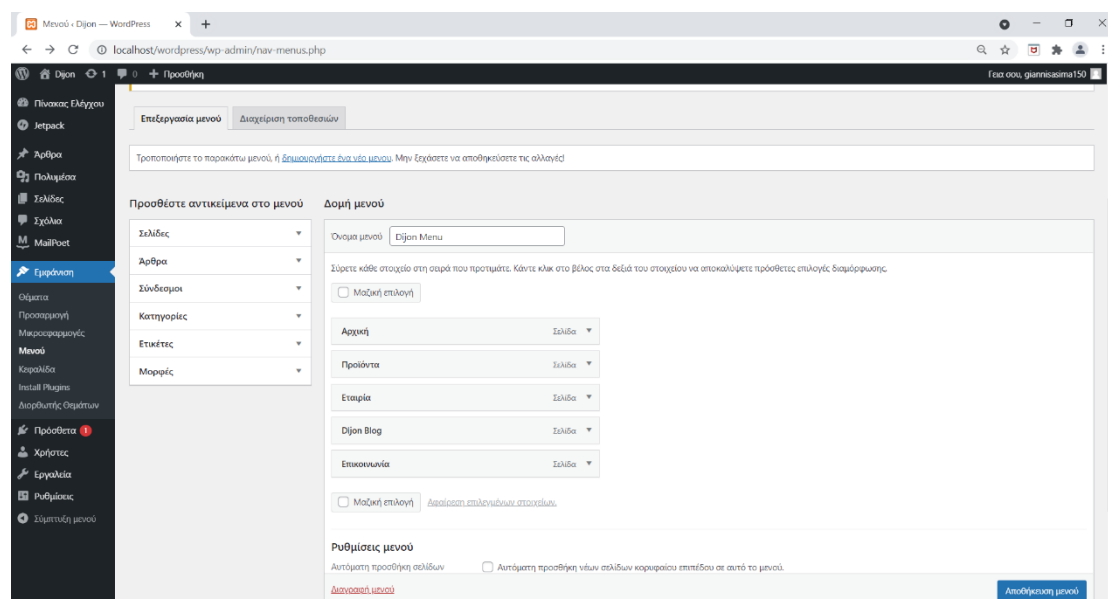 Μενού ‹ Dijon — WordPress
localhost/wordpress/wp-admin/nav-menus.php
Dijon 1 0 Προσθήκη Γεια σου, giannisasima150
Πίνακας Ελέγχου
Jetpack
Άρθρα
Πολυμέσα
Σελίδες
Σχόλια
MailPoet
Εμφάνιση
Θέματα
Προσαρμογή
Μικροεφαρμογές
Μενού
Κεφαλίδα
Install Plugins
Διορθωτής Θεμάτων
Πρόσθετα 1
Χρήστες
Εργαλεία
Ρυθμίσεις
Σύμπτυξη μενού
Επεξεργασία μενού Διαχείριση τοποθεσιών
Τροποποιήστε το παρακάτω μενού, ή δημιουργήστε ένα νέο μενου. Μην ξεχάσετε να αποθηκεύσετε τις αλλαγές!
Προσθέστε αντικείμενα στο μενού
Σελίδες
Άρθρα
Σύνδεσμοι
Κατηγορίες
Ετικέτες
Μορφές
Δομή μενού
Όνομα μενού Dijon Menu
Σύρετε κάθε στοιχείο στη σειρά που προτιμάτε. Κάντε κλικ στο βέλος στα δεξιά του στοιχείου να αποκαλύψετε πρόσθετες επιλογές διαμόρφωσης.
Μαζική επιλογή
Αρχική Σελίδα
Προϊόντα Σελίδα
Εταιρία Σελίδα
Dijon Blog Σελίδα
Επικοινωνία Σελίδα
Μαζική επιλογή Αφαίρεση επιλεγμένων στοιχείων.
Ρυθμίσεις μενού
Αυτόματη προσθήκη σελίδων Αυτόματη προσθήκη νέων σελίδων κορυφαίου επιπέδου σε αυτό το μενού.
Διαγραφή μενού Αποθήκευση μενού